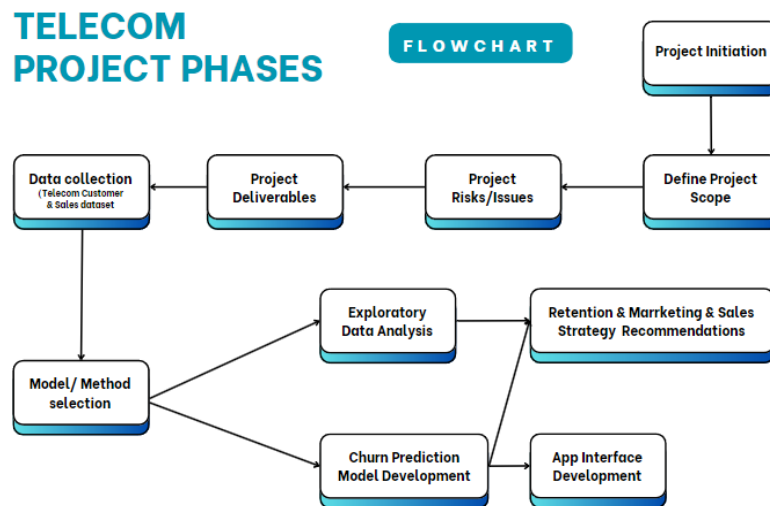 TELECOM
PROJECT PHASES
FLOWCHART
Project Initiation
Data collection
(Telecom Customer
& Sales dataset
Project
Deliverables
Project
Risks/Issues
Define Project
Scope
Exploratory
Data Analysis
Retention & Marrketing & Sales
Strategy Recommendations
Model/ Method
selection
Churn Prediction
Model Development
App Interface
Development